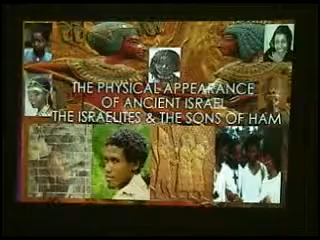 THE PHYSICAL APPEARANCE
OF ANCIENT ISRAEL
THE ISRAELITES & THE SONS OF HAM